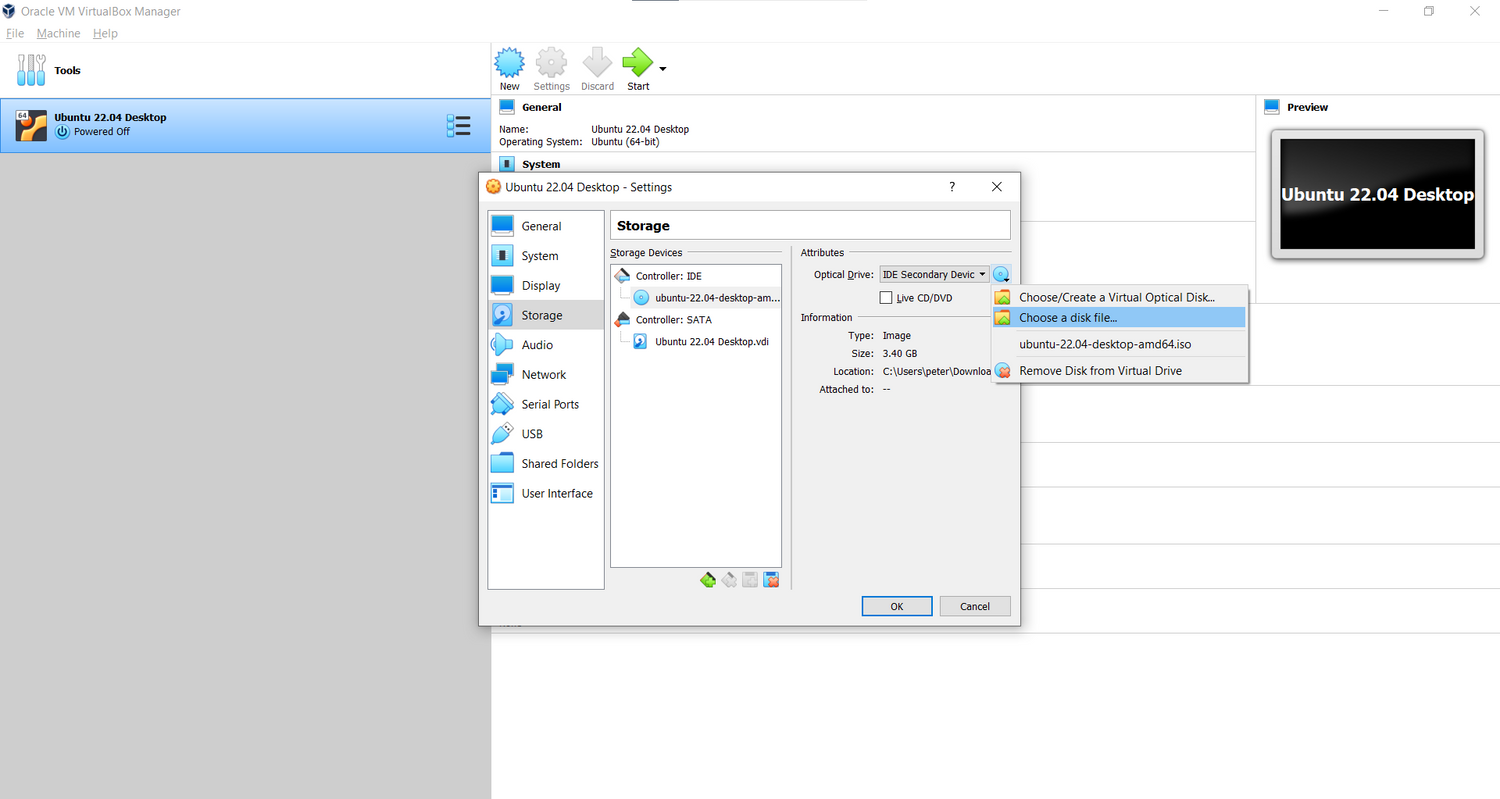 Oracle VM VirtualBox Manager
File Machine Help
Tools
64
Ubuntu 22.04 Desktop
Powered Off
New Settings Discard Start
General
Name: Ubuntu 22.04 Desktop
Operating System: Ubuntu (64-bit)
System
Preview
Ubuntu 22.04 Desktop
Ubuntu 22.04 Desktop - Settings
?
General
System
Display
Storage
Audio
Network
Serial Ports
USB
Shared Folders
User Interface
Storage
Storage Devices
Controller: IDE
ubuntu-22.04-desktop-am...
Controller: SATA
Ubuntu 22.04 Desktop.vdi
Attributes
Optical Drive: IDE Secondary Devic
Live CD/DVD
Information
Type: Image
Size: 3.40 GB
Location: C:\Users\peter\Downloa
Attached to: --
Choose/Create a Virtual Optical Disk...
Choose a disk file...
ubuntu-22.04-desktop-amd64.iso
Remove Disk from Virtual Drive
OK Cancel